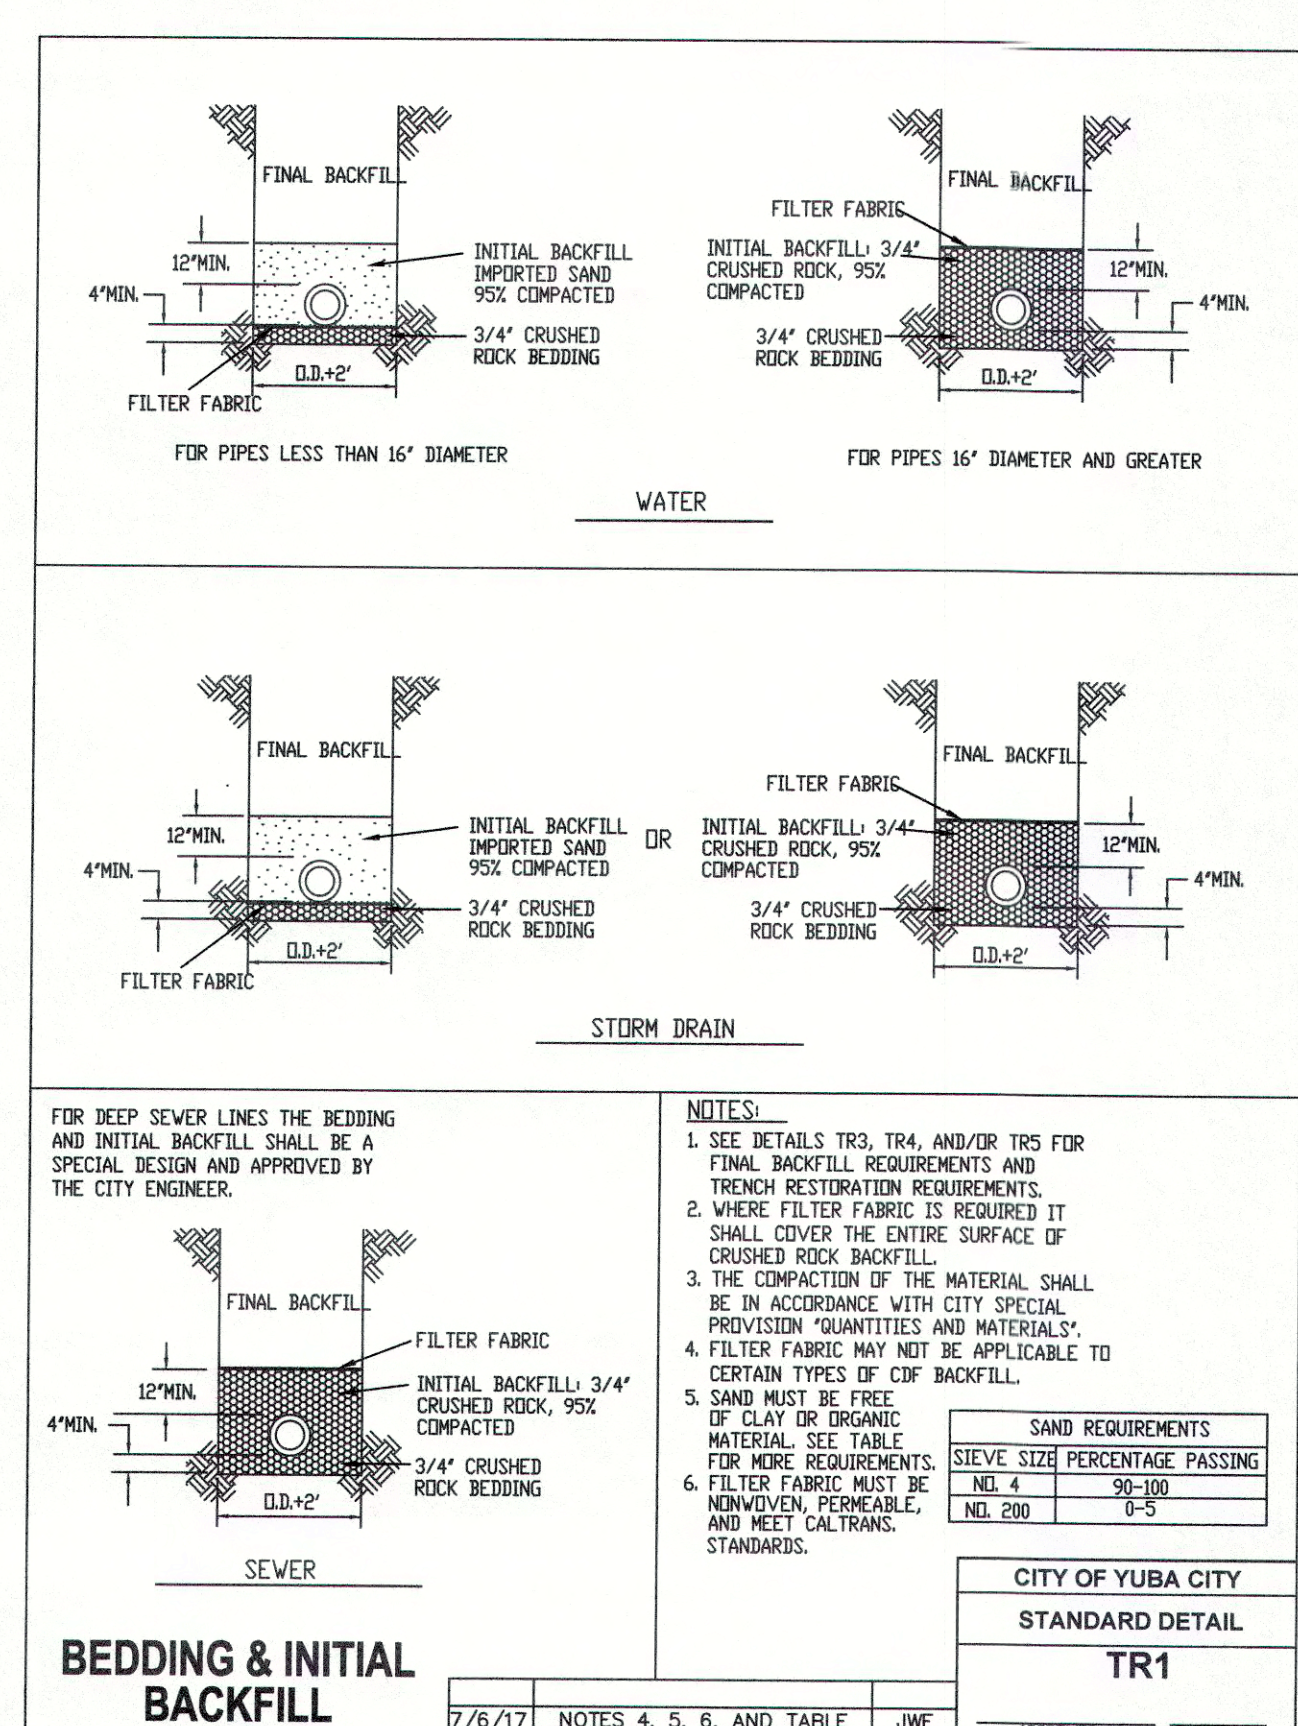 FINAL BACKFILL
12"MIN.
4"MIN.
INITIAL BACKFILL
IMPORTED SAND
95% COMPACTED
3/4" CRUSHED
ROCK BEDDING
O.D.+2'
FILTER FABRIC
FOR PIPES LESS THAN 16" DIAMETER
FINAL BACKFILL
FILTER FABRIC
INITIAL BACKFILL: 3/4"
CRUSHED ROCK, 95%
COMPACTED
12"MIN.
4"MIN.
3/4" CRUSHED
ROCK BEDDING
O.D.+2'
FOR PIPES 16" DIAMETER AND GREATER
WATER
FINAL BACKFILL
12"MIN.
4"MIN.
INITIAL BACKFILL
IMPORTED SAND
95% COMPACTED
3/4" CRUSHED
ROCK BEDDING
O.D.+2'
FILTER FABRIC
OR
FINAL BACKFILL
FILTER FABRIC
INITIAL BACKFILL: 3/4"
CRUSHED ROCK, 95%
COMPACTED
12"MIN.
4"MIN.
3/4" CRUSHED
ROCK BEDDING
O.D.+2'
STORM DRAIN
FOR DEEP SEWER LINES THE BEDDING
AND INITIAL BACKFILL SHALL BE A
SPECIAL DESIGN AND APPROVED BY
THE CITY ENGINEER.
FINAL BACKFILL
FILTER FABRIC
12"MIN.
4"MIN.
INITIAL BACKFILL: 3/4"
CRUSHED ROCK, 95%
COMPACTED
3/4" CRUSHED
ROCK BEDDING
O.D.+2'
SEWER
NOTES:
1. SEE DETAILS TR3, TR4, AND/OR TR5 FOR
FINAL BACKFILL REQUIREMENTS AND
TRENCH RESTORATION REQUIREMENTS.
2. WHERE FILTER FABRIC IS REQUIRED IT
SHALL COVER THE ENTIRE SURFACE OF
CRUSHED ROCK BACKFILL.
3. THE COMPACTION OF THE MATERIAL SHALL
BE IN ACCORDANCE WITH CITY SPECIAL
PROVISION "QUANTITIES AND MATERIALS".
4. FILTER FABRIC MAY NOT BE APPLICABLE TO
CERTAIN TYPES OF CDF BACKFILL.
5. SAND MUST BE FREE
OF CLAY OR ORGANIC
MATERIAL. SEE TABLE
FOR MORE REQUIREMENTS.
6. FILTER FABRIC MUST BE
NONWOVEN, PERMEABLE,
AND MEET CALTRANS.
STANDARDS.
SAND REQUIREMENTS
SIEVE SIZE PERCENTAGE PASSING
NO. 4 90-100
NO. 200 0-5
CITY OF YUBA CITY
STANDARD DETAIL
TR1
BEDDING & INITIAL
BACKFILL
7/6/17 NOTES 4, 5, 6, AND TABLE JWF